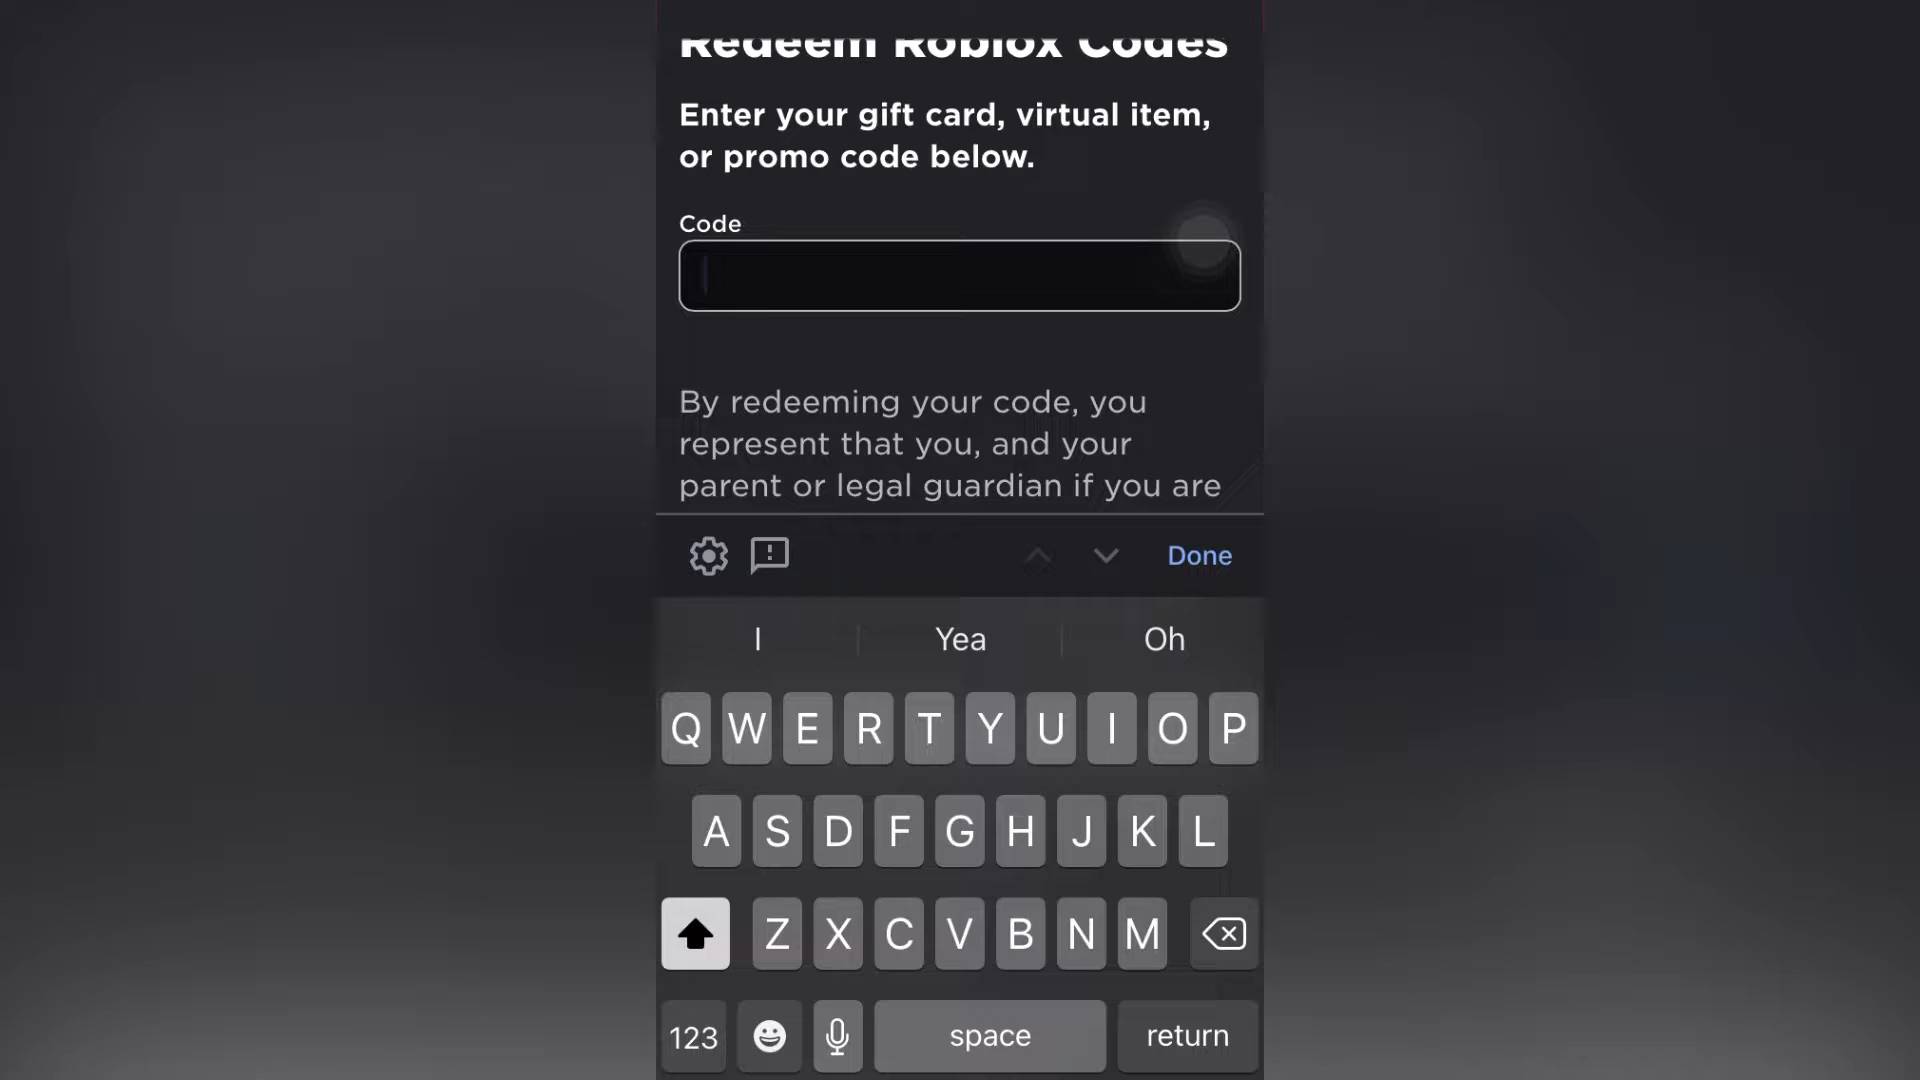 Redeem Roblox Codes
Enter your gift card, virtual item,
or promo code below.
Code
By redeeming your code, you
represent that you, and your
parent or legal guardian if you are
Done
I Yea Oh
Q W E R T Y U I O P
A S D F G H J K L
Z X C V B N M
123 space return